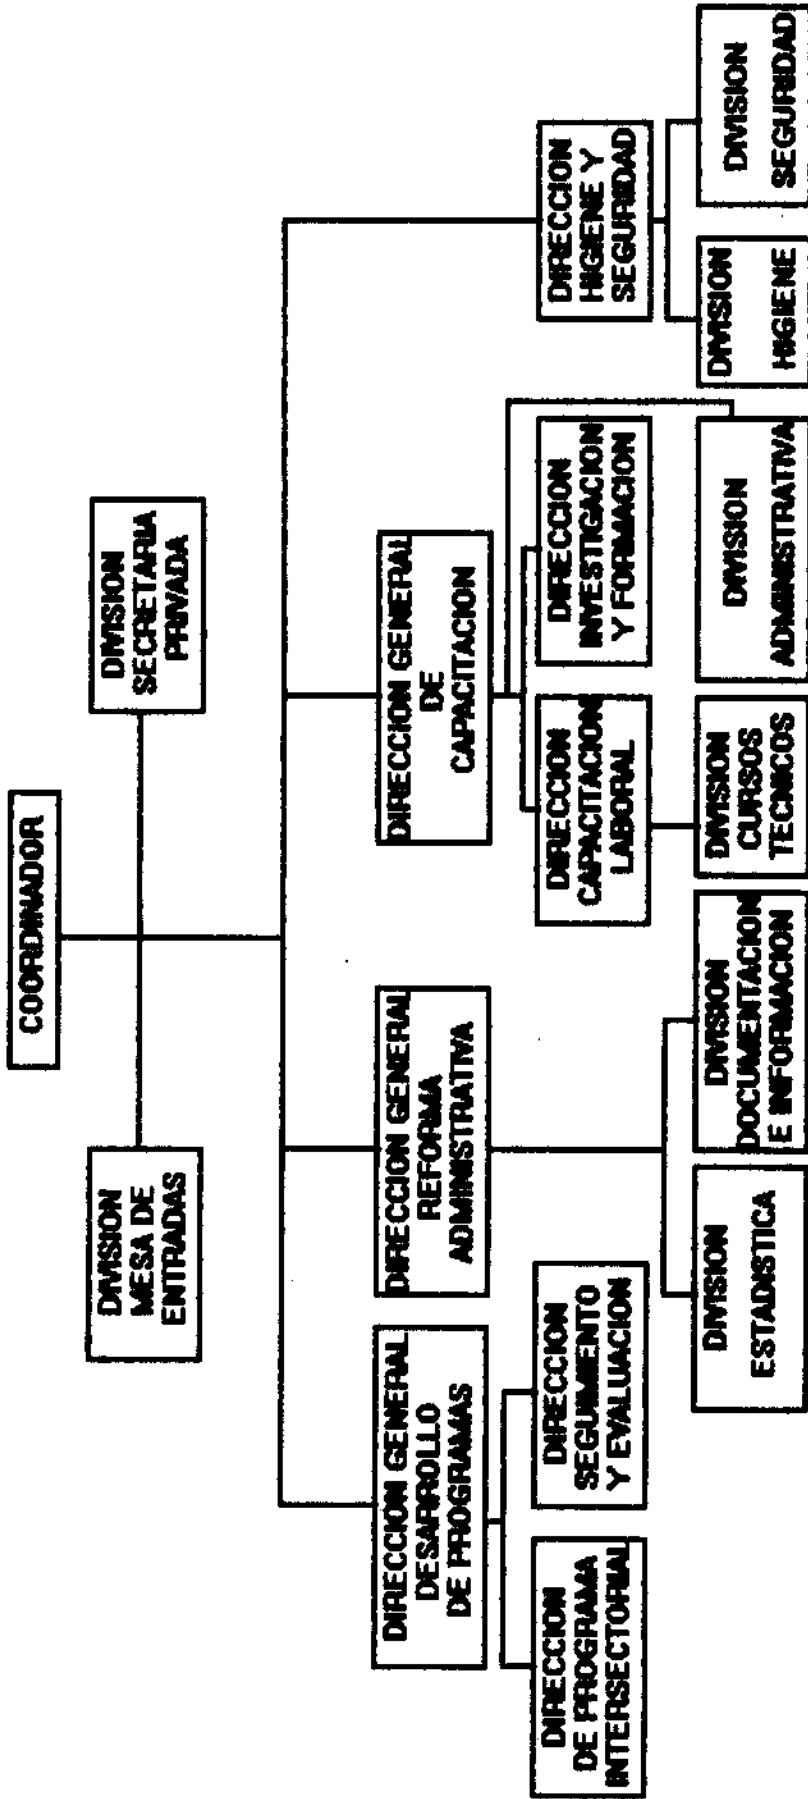 COORDINADOR
DIVISION
MESA DE
ENTRADAS
DIVISION
SECRETARIA
PRIVADA
DIRECCION GENERAL
DESARROLLO
DE PROGRAMAS
DIRECCION GENERAL
REFORMA
ADMINISTRATIVA
DIRECCION GENERAL
DE
CAPACITACION
DIRECCION
DE PROGRAMA
INTERSECTORIAL
DIRECCION
SEGUIMIENTO
Y EVALUACION
DIRECCION
CAPACITACION
LABORAL
DIRECCION
INVESTIGACION
Y FORMACION
DIRECCION
HIGIENE Y
SEGURIDAD
DIVISION
ESTADISTICA
DIVISION
DOCUMENTACION
E INFORMACION
DIVISION
CURSOS
TECNICOS
DIVISION
ADMINISTRATIVA
DIVISION
HIGIENE
DIVISION
SEGURIDAD